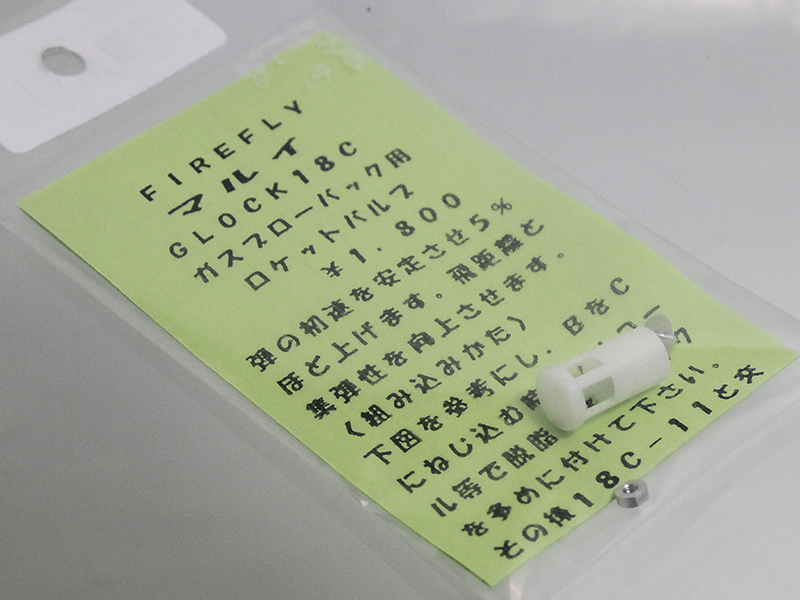 FIREFLY
マルイ
GLOCK18C
ガスブローバック用
ロケットバルブ
¥1,800
弾の初速を安定させ5%
ほど上げます。飛距離と
集弾性を向上させます。
〈組み込みかた〉
下図を参考にし、BをC
にねじ込む
ル等で脱脂
を多めに付けて下さい。
その後18C-11と交